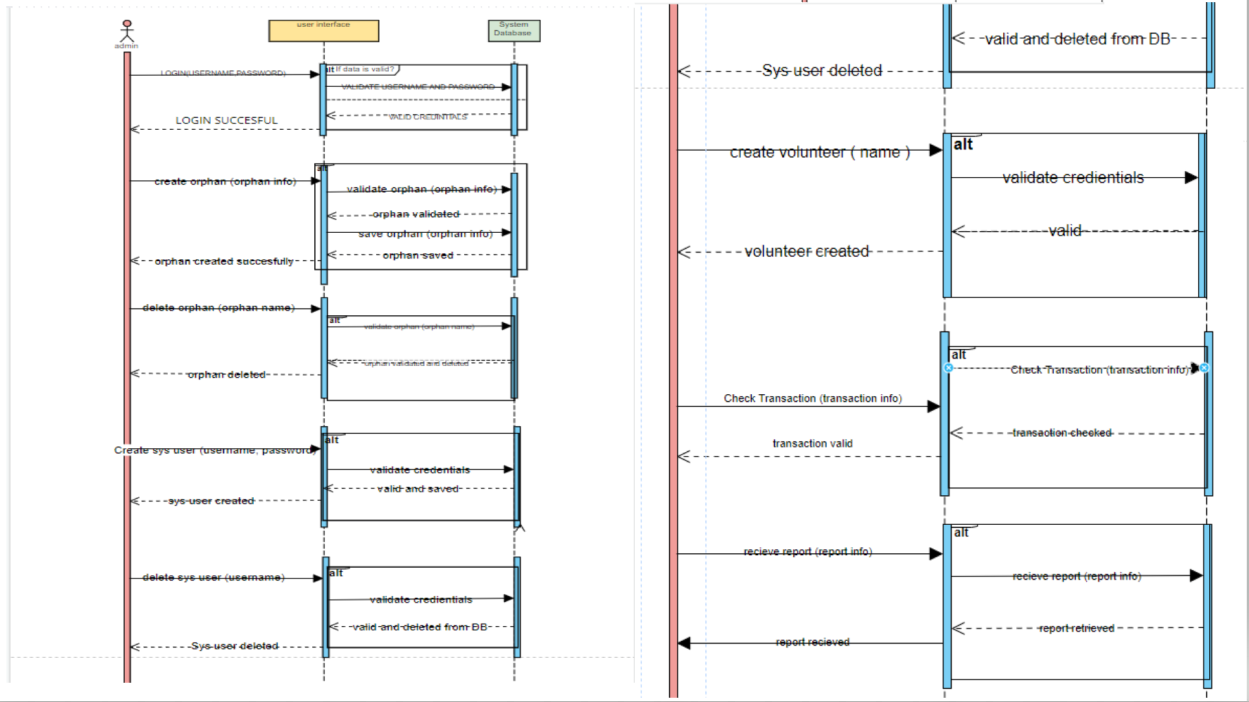 user interface
System
Database
admin
LOGIN(USERNAME,PASSWORD)
alt If data is valid?
VALIDATE USERNAME AND PASSWORD
VALID CREDINTIALS
LOGIN SUCCESFUL
alt
create orphan (orphan info)
validate orphan (orphan info)
orphan validated
save orphan (orphan info)
orphan saved
orphan created succesfully
delete orphan (orphan name)
alt
validate orphan (orphan name)
orphan validated and deleted
orphan deleted
alt
Create sys user (username, password)
validate credentials
valid and saved
sys user created
alt
delete sys user (username)
validate credientials
valid and deleted from DB
Sys user deleted
valid and deleted from DB
Sys user deleted
alt
create volunteer ( name )
validate credientials
valid
volunteer created
alt
Check Transaction (transaction info)
Check Transaction (transaction info)
transaction checked
transaction valid
alt
recieve report (report info)
recieve report (report info)
report retrieved
report recieved